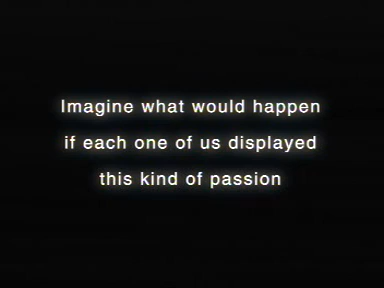 Imagine what would happen
if each one of us displayed
this kind of passion